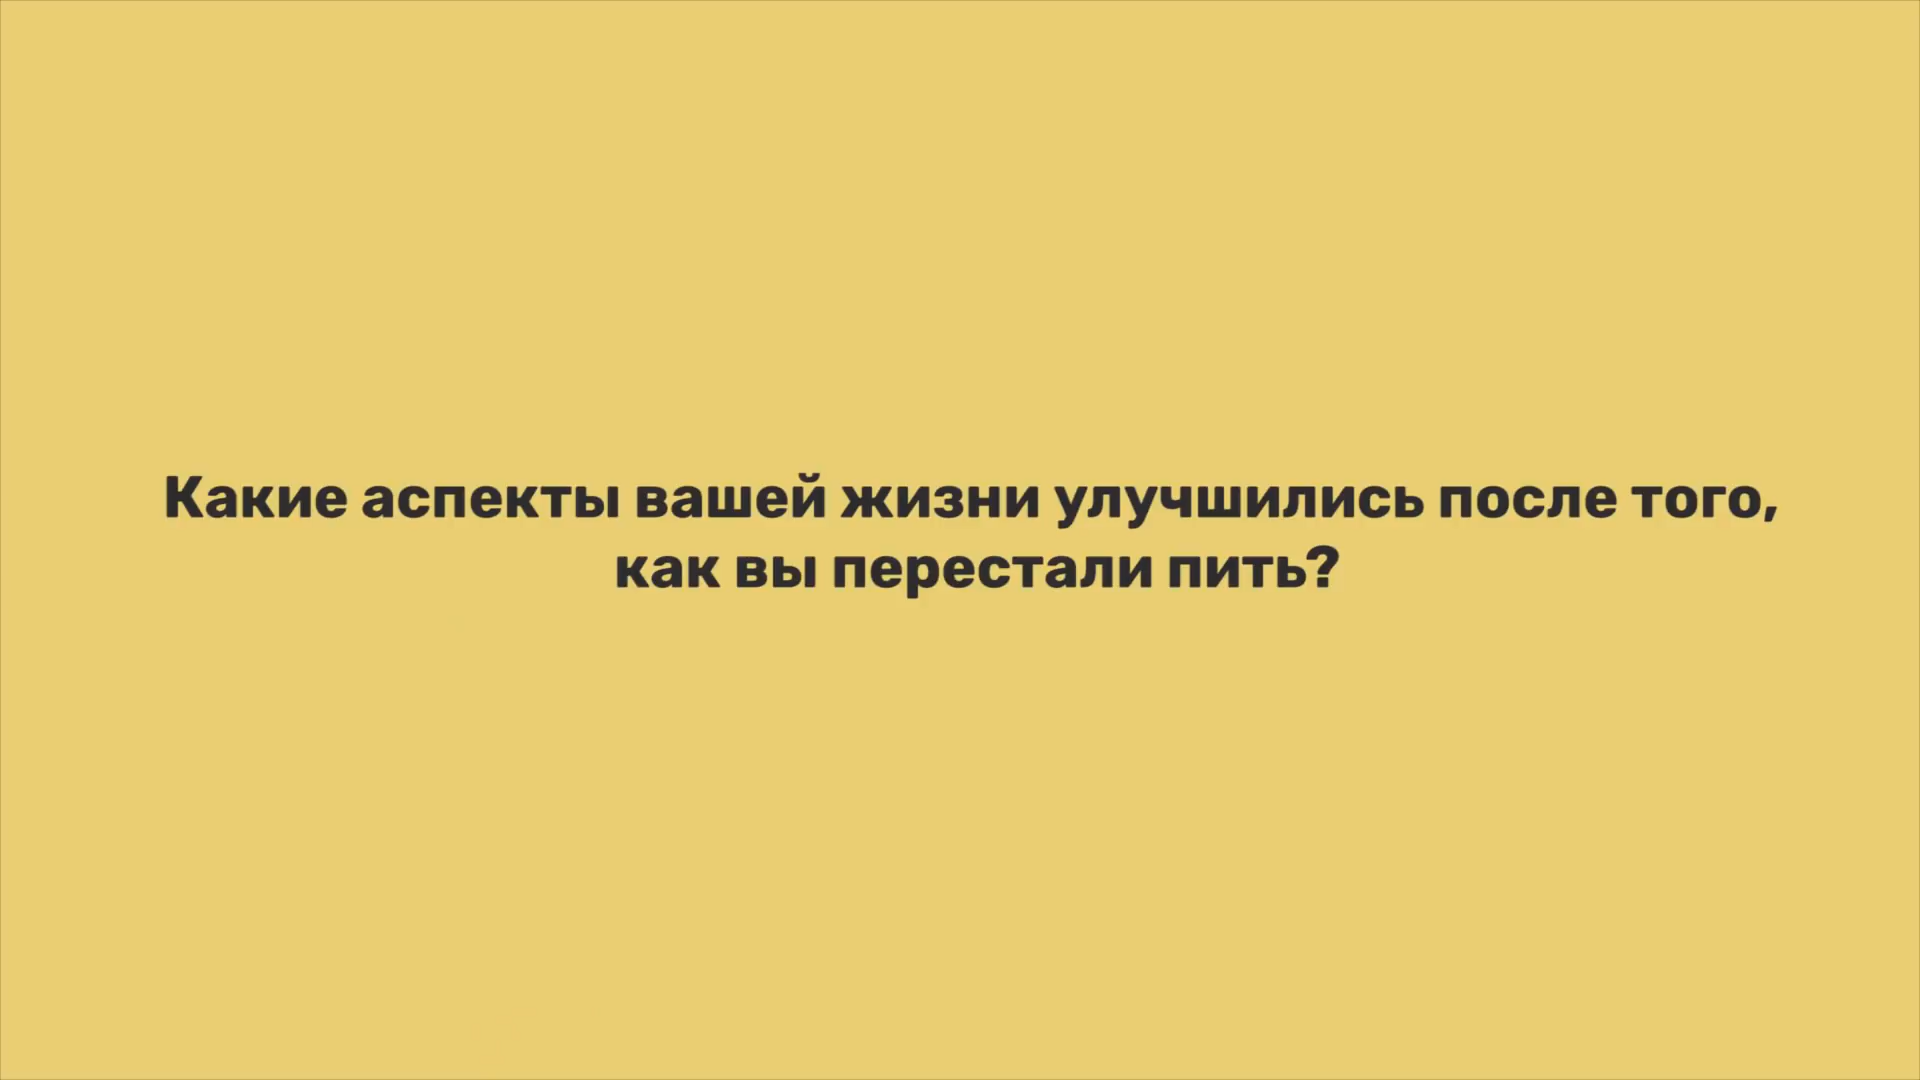 Какие аспекты вашей жизни улучшились после того,
как вы перестали пить?